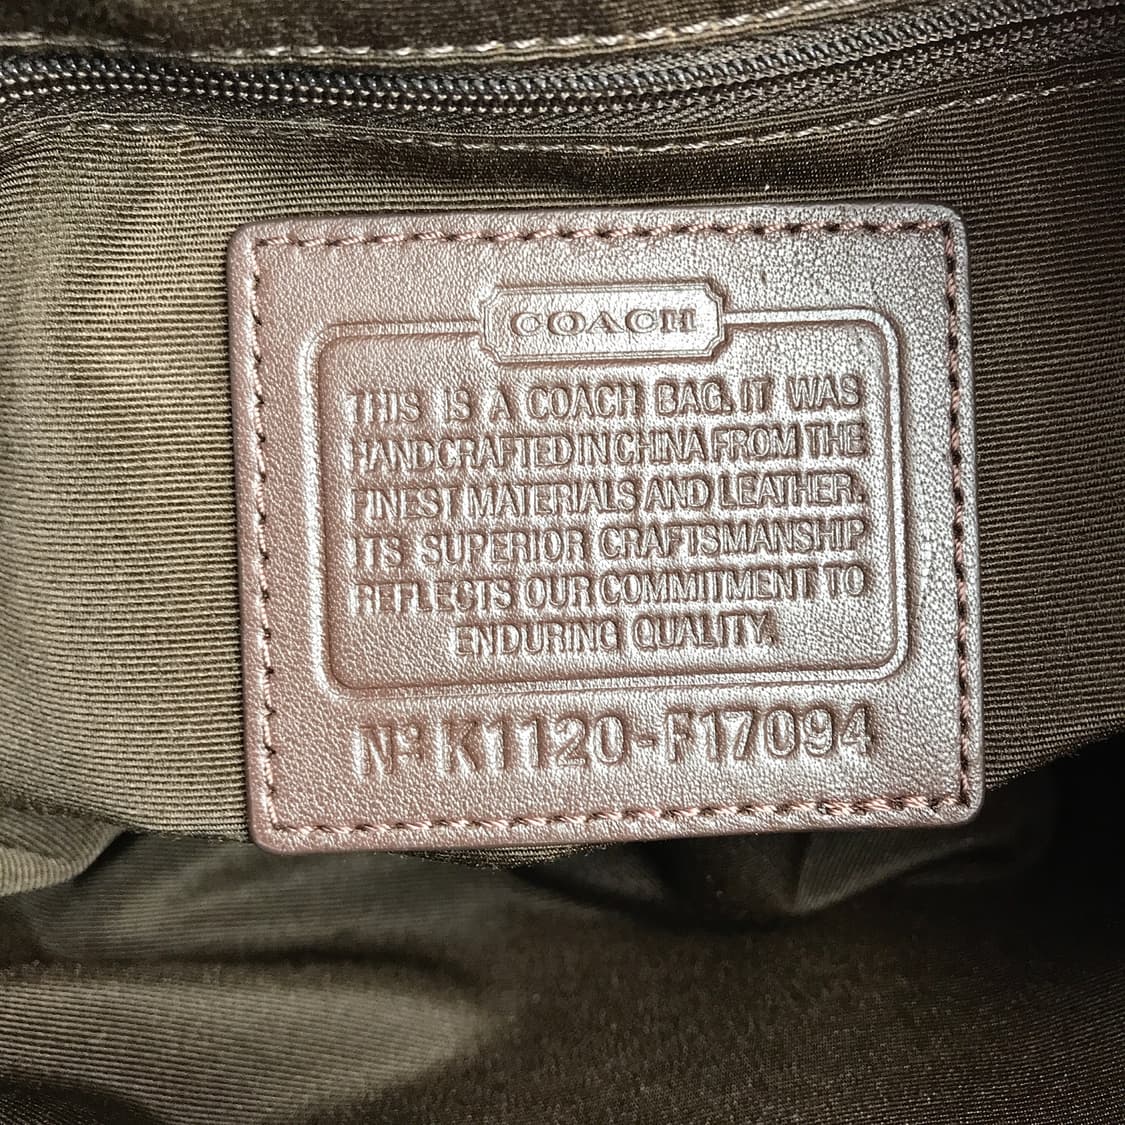 COACH
THIS IS A COACH BAG. IT WAS
HANDCRAFTED IN CHINA FROM THE
FINEST MATERIALS AND LEATHER.
ITS SUPERIOR CRAFTSMANSHIP
REFLECTS OUR COMMITMENT TO
ENDURING QUALITY.
Nº K1120-F17094